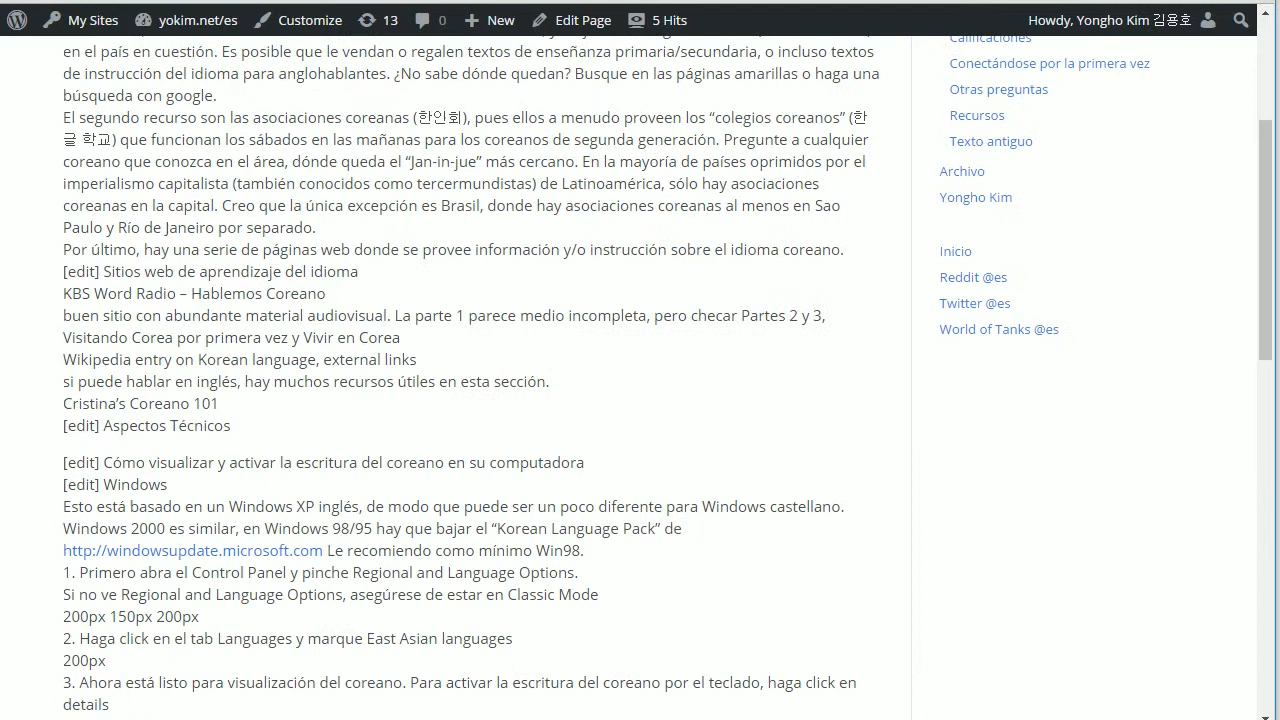 My Sites yokim.net/es Customize 13 0 New Edit Page 5 Hits Howdy, Yongho Kim 김용호
en el país en cuestión. Es posible que le vendan o regalen textos de enseñanza primaria/secundaria, o incluso textos
de instrucción del idioma para anglohablantes. ¿No sabe dónde quedan? Busque en las páginas amarillas o haga una
búsqueda con google.
El segundo recurso son las asociaciones coreanas (한인회), pues ellos a menudo proveen los “colegios coreanos” (한
글 학교) que funcionan los sábados en las mañanas para los coreanos de segunda generación. Pregunte a cualquier
coreano que conozca en el área, dónde queda el “Jan-in-jue” más cercano. En la mayoría de países oprimidos por el
imperialismo capitalista (también conocidos como tercermundistas) de Latinoamérica, sólo hay asociaciones
coreanas en la capital. Creo que la única excepción es Brasil, donde hay asociaciones coreanas al menos en Sao
Paulo y Río de Janeiro por separado.
Por último, hay una serie de páginas web donde se provee información y/o instrucción sobre el idioma coreano.
[edit] Sitios web de aprendizaje del idioma
KBS Word Radio – Hablemos Coreano
buen sitio con abundante material audiovisual. La parte 1 parece medio incompleta, pero checar Partes 2 y 3,
Visitando Corea por primera vez y Vivir en Corea
Wikipedia entry on Korean language, external links
si puede hablar en inglés, hay muchos recursos útiles en esta sección.
Cristina’s Coreano 101
[edit] Aspectos Técnicos
[edit] Cómo visualizar y activar la escritura del coreano en su computadora
[edit] Windows
Esto está basado en un Windows XP inglés, de modo que puede ser un poco diferente para Windows castellano.
Windows 2000 es similar, en Windows 98/95 hay que bajar el “Korean Language Pack” de
http://windowsupdate.microsoft.com Le recomiendo como mínimo Win98.
1. Primero abra el Control Panel y pinche Regional and Language Options.
Si no ve Regional and Language Options, asegúrese de estar en Classic Mode
200px 150px 200px
2. Haga click en el tab Languages y marque East Asian languages
200px
3. Ahora está listo para visualización del coreano. Para activar la escritura del coreano por el teclado, haga click en
details
Calificaciones
Conectándose por la primera vez
Otras preguntas
Recursos
Texto antiguo
Archivo
Yongho Kim
Inicio
Reddit @es
Twitter @es
World of Tanks @es